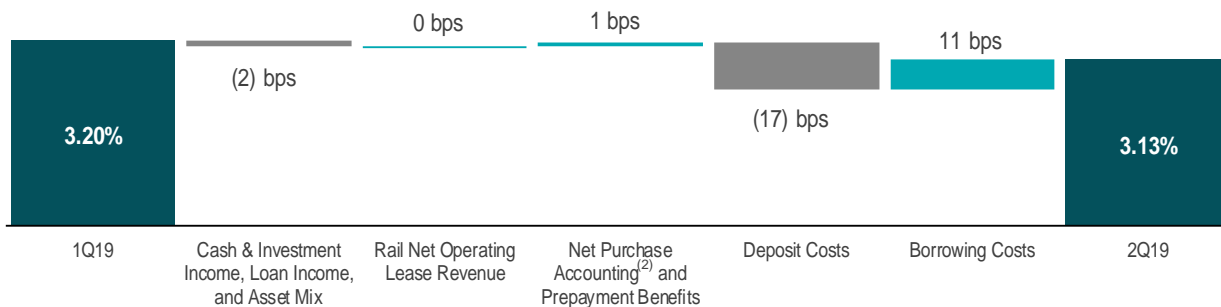 0 bps
1 bps
11 bps
(2) bps
(17) bps
3.20%
3.13%
1Q19
Cash & Investment
Income, Loan Income,
and Asset Mix
Rail Net Operating
Lease Revenue
Net Purchase
Accounting(2) and
Prepayment Benefits
Deposit Costs
Borrowing Costs
2Q19